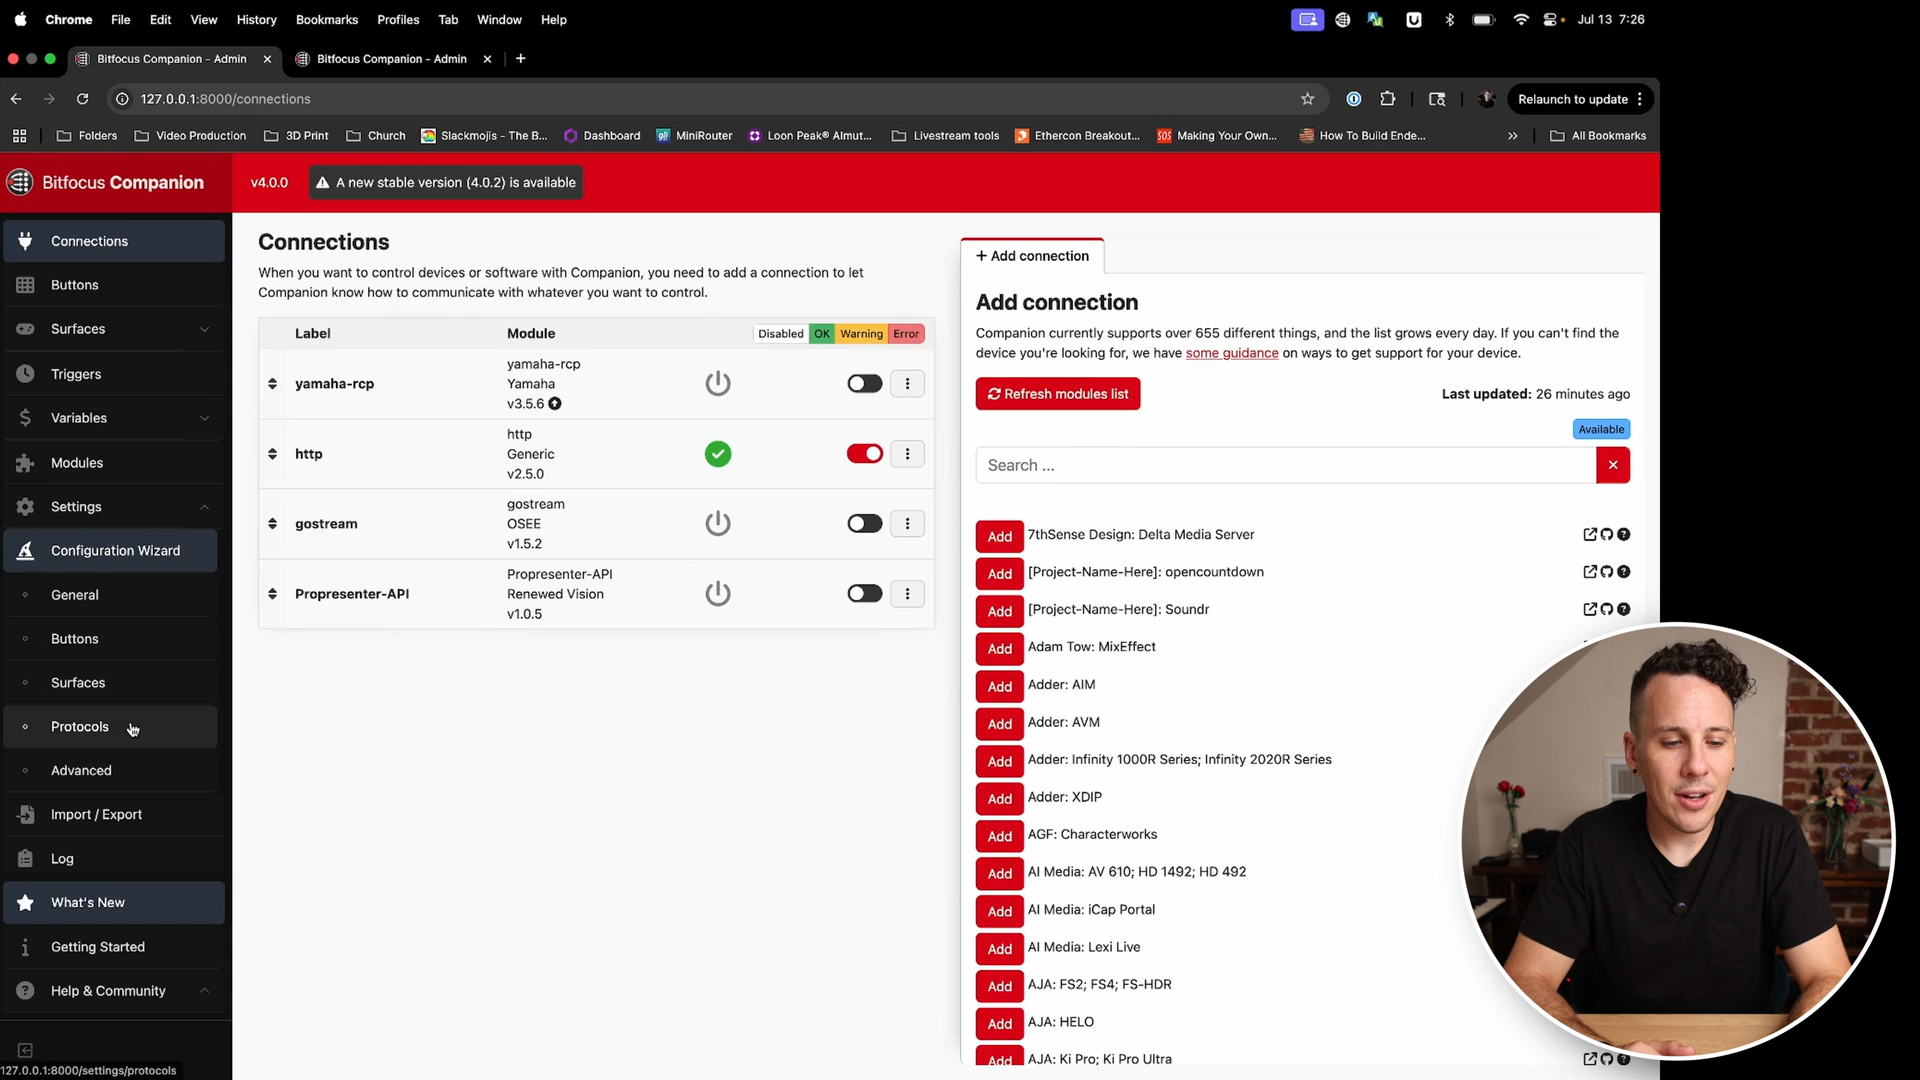 Chrome File Edit View History Bookmarks Profiles Tab Window Help
Jul 13 7:26
Bitfocus Companion - Admin
Bitfocus Companion - Admin
127.0.0.1:8000/connections
Relaunch to update
Folders
Video Production
3D Print
Church
Slackmojis - The B...
Dashboard
MiniRouter
Loon Peak® Almut...
Livestream tools
Ethercon Breakout...
Making Your Own...
How To Build Ende...
All Bookmarks
Bitfocus Companion
v4.0.0
A new stable version (4.0.2) is available
Connections
Buttons
Surfaces
Triggers
Variables
Modules
Settings
Configuration Wizard
General
Buttons
Surfaces
Protocols
Advanced
Import / Export
Log
What's New
Getting Started
Help & Community
127.0.0.1:8000/settings/protocols
Connections
When you want to control devices or software with Companion, you need to add a connection to let
Companion know how to communicate with whatever you want to control.
Label Module Disabled OK Warning Error
yamaha-rcp
yamaha-rcp
Yamaha
v3.5.6
http
http
Generic
v2.5.0
gostream
gostream
OSEE
v1.5.2
Propresenter-API
Propresenter-API
Renewed Vision
v1.0.5
+ Add connection
Add connection
Companion currently supports over 655 different things, and the list grows every day. If you can't find the
device you're looking for, we have some guidance on ways to get support for your device.
Refresh modules list
Last updated: 26 minutes ago
Available
Search ...
Add 7thSense Design: Delta Media Server
Add [Project-Name-Here]: opencountdown
Add [Project-Name-Here]: Soundr
Add Adam Tow: MixEffect
Add Adder: AIM
Add Adder: AVM
Add Adder: Infinity 1000R Series; Infinity 2020R Series
Add Adder: XDIP
Add AGF: Characterworks
Add AI Media: AV 610; HD 1492; HD 492
Add AI Media: iCap Portal
Add AI Media: Lexi Live
Add AJA: FS2; FS4; FS-HDR
Add AJA: HELO
Add AJA: Ki Pro; Ki Pro Ultra